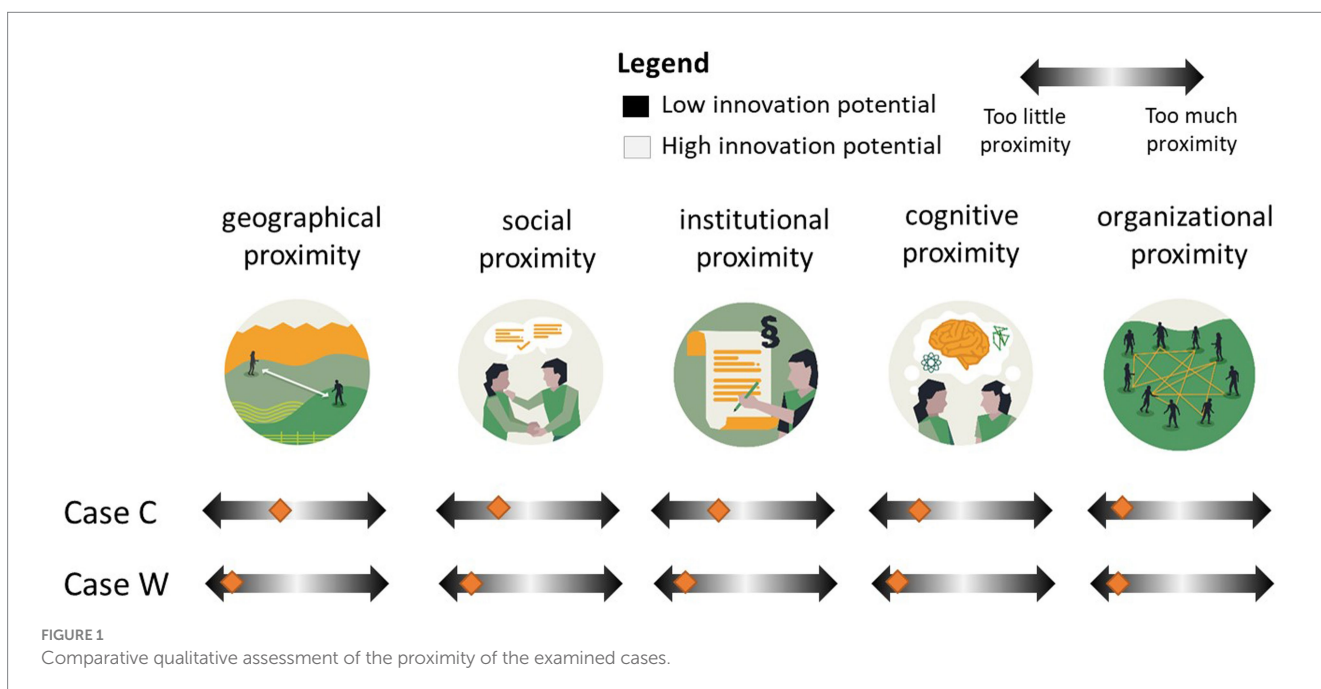 Legend
Low innovation potential
High innovation potential
Too little
proximity
Too much
proximity
geographical
proximity
social
proximity
institutional
proximity
cognitive
proximity
organizational
proximity
§
Case C
Case W
FIGURE 1
Comparative qualitative assessment of the proximity of the examined cases.